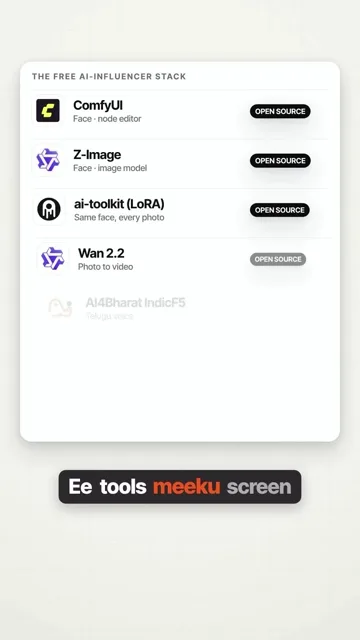 THE FREE AI-INFLUENCER STACK
ComfyUI
Face · node editor
OPEN SOURCE
Z-Image
Face · image model
OPEN SOURCE
ai-toolkit (LoRA)
Same face, every photo
OPEN SOURCE
Wan 2.2
Photo to video
OPEN SOURCE
AI4Bharat IndicF5
Telugu voice
Ee tools meeku screen